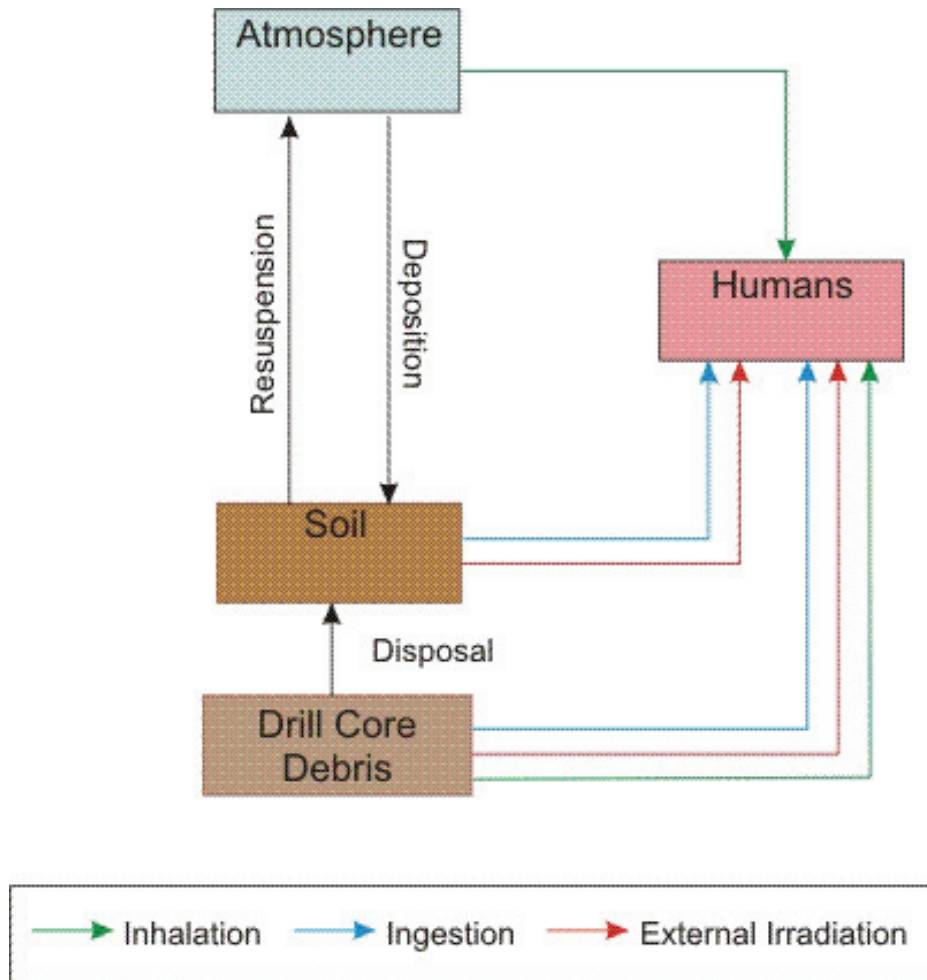 Atmosphere
Resuspension
Deposition
Humans
Soil
Disposal
Drill Core
Debris
Inhalation
Ingestion
External Irradiation